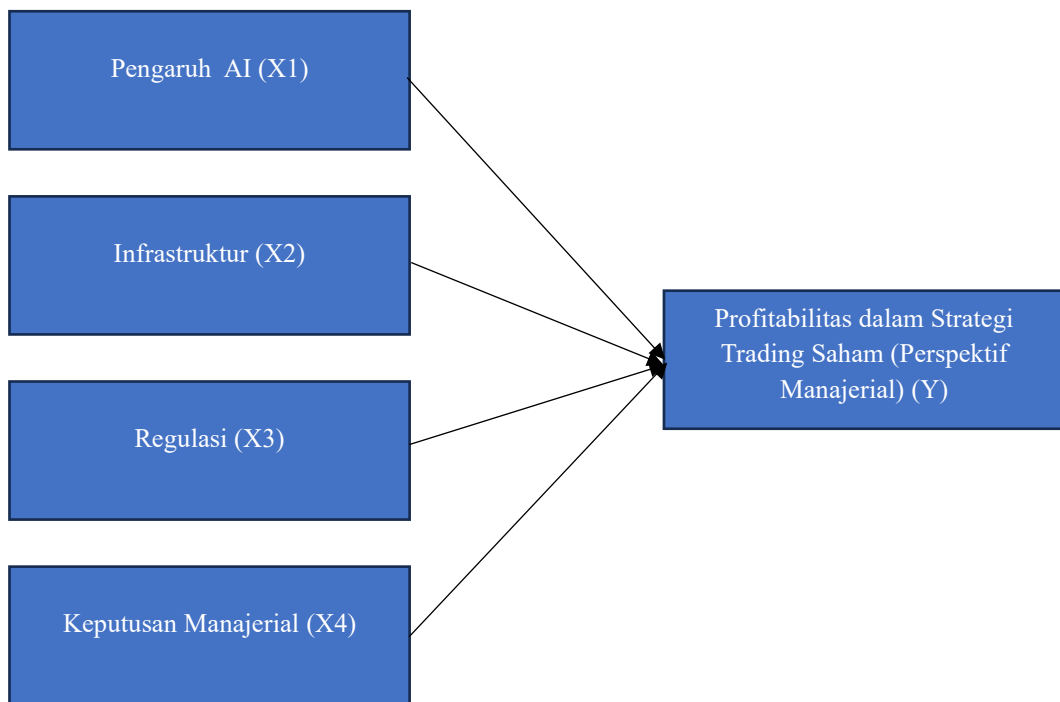 Pengaruh AI (X1)
Infrastruktur (X2)
Regulasi (X3)
Keputusan Manajerial (X4)
Profitabilitas dalam Strategi
Trading Saham (Perspektif
Manajerial) (Y)